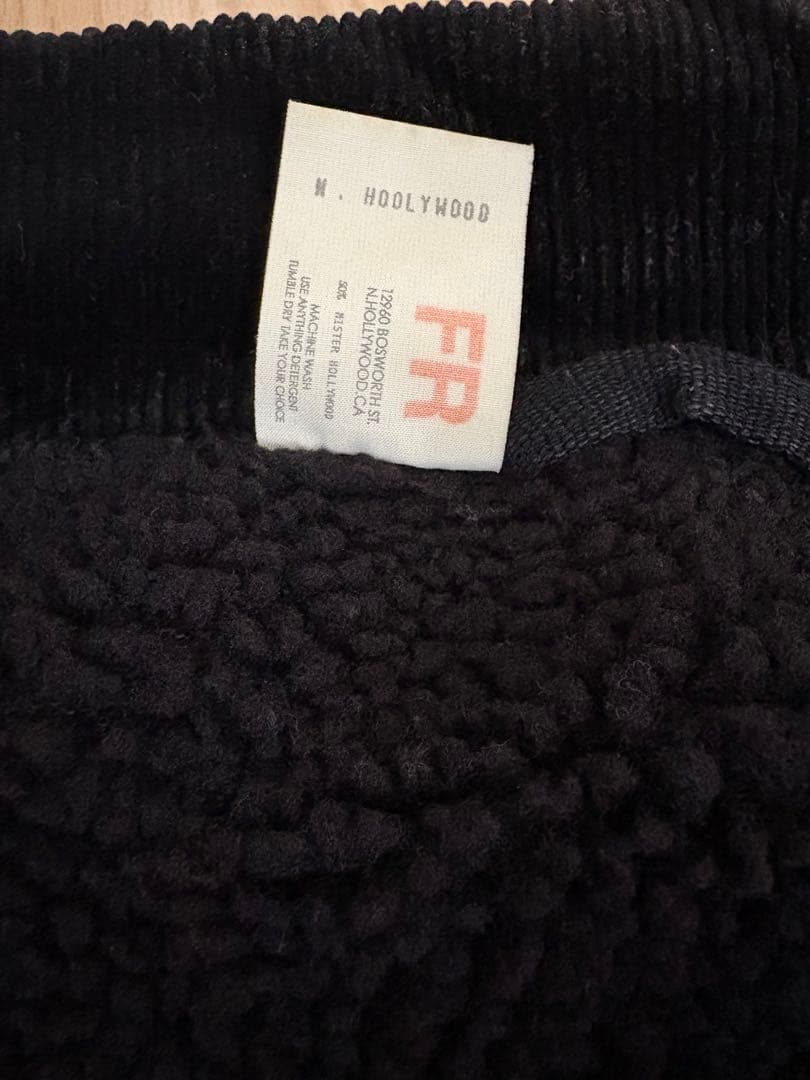 N. HOOLYWOOD
FR
12960 BOSWORTH ST.
N.HOLLYWOOD.CA
50% MISTER HOLLYWOOD
MACHINE WASH
USE ANYTHING DETERGENT
TUMBLE DRY TAKE YOUR CHOICE